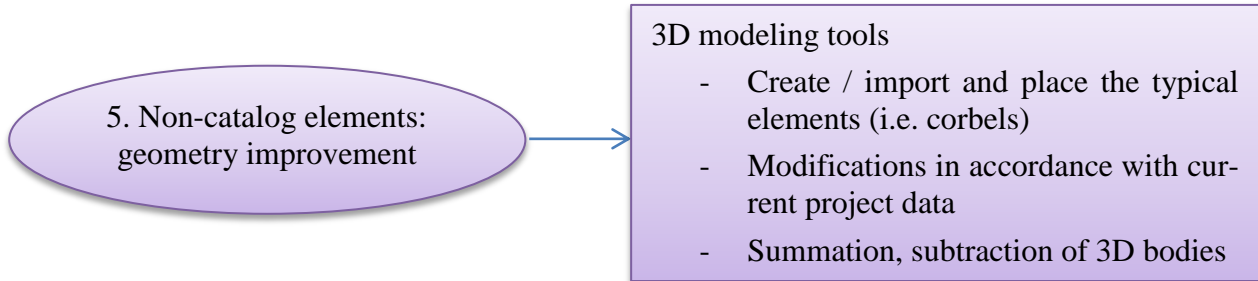 5. Non-catalog elements:
geometry improvement
3D modeling tools
- Create / import and place the typical
elements (i.e. corbels)
- Modifications in accordance with cur-
rent project data
- Summation, subtraction of 3D bodies